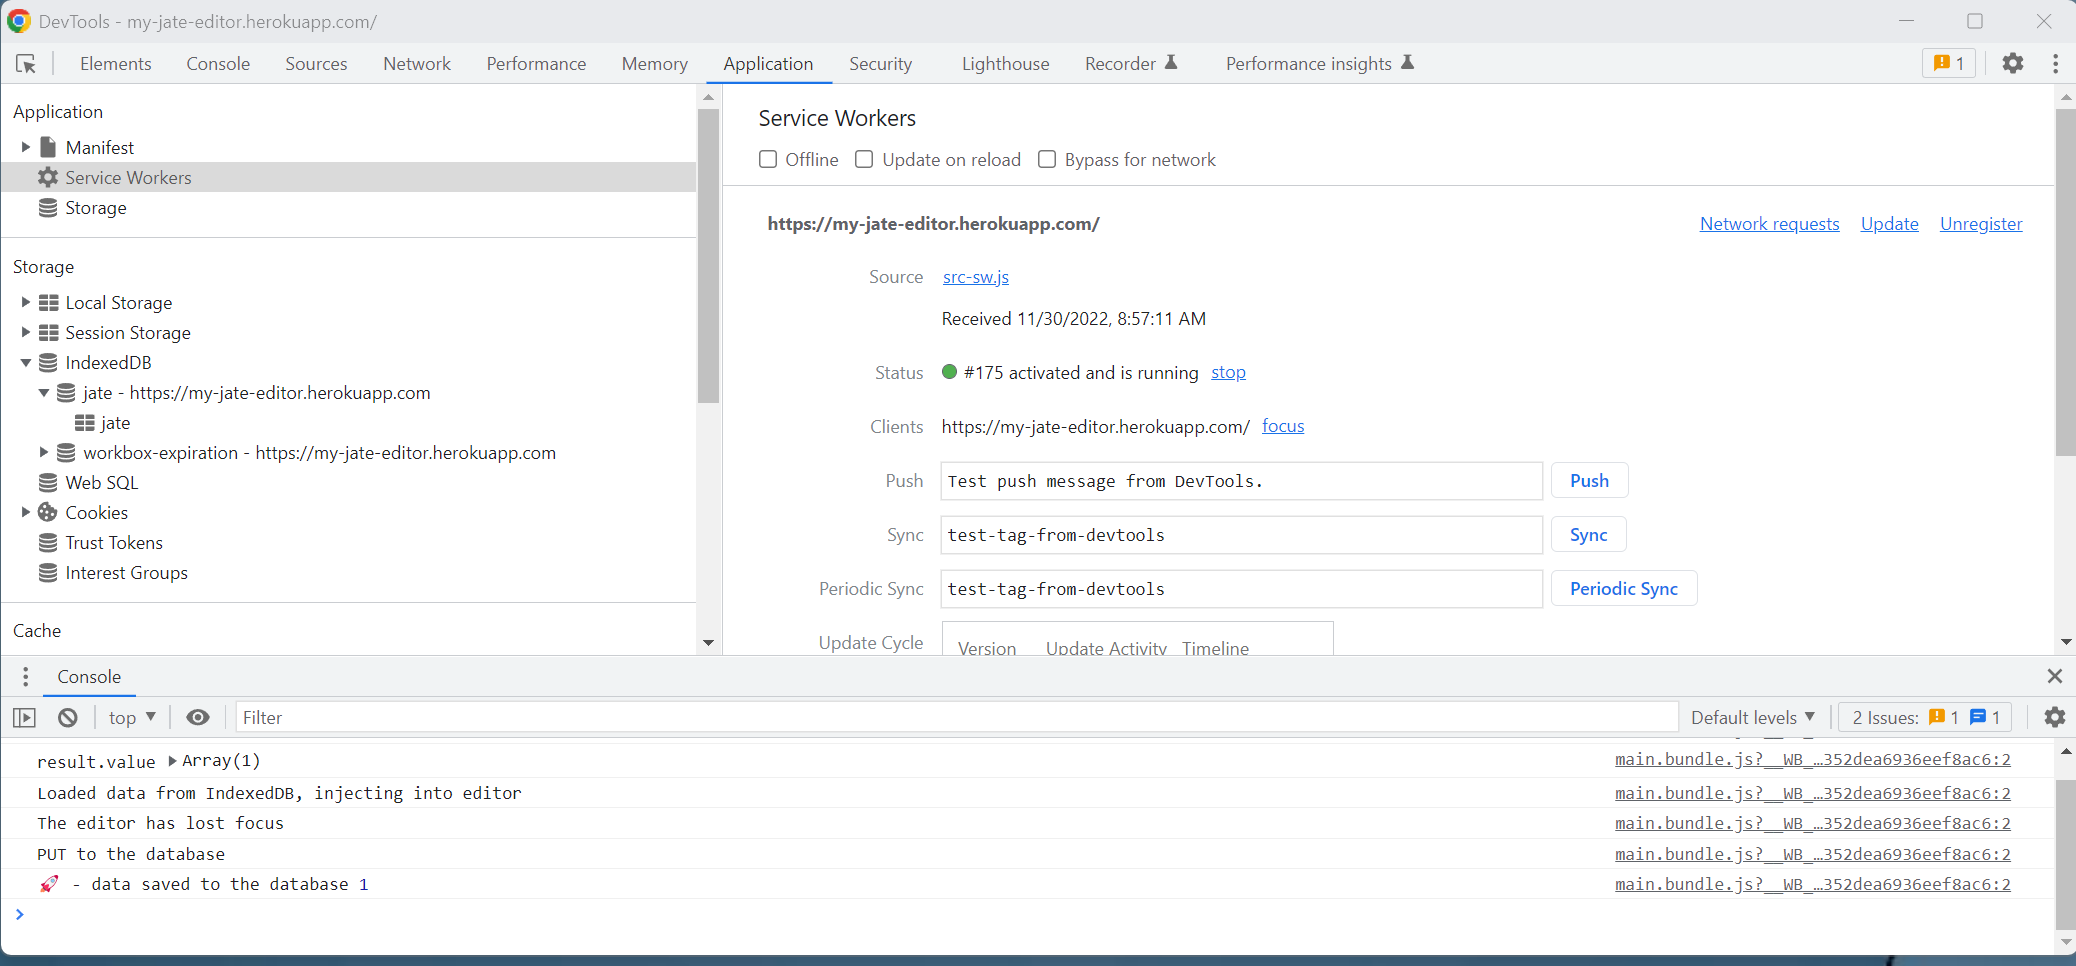 DevTools - my-jate-editor.herokuapp.com/
Elements Console Sources Network Performance Memory Application Security Lighthouse Recorder Performance insights 1
Application
Manifest
Service Workers
Storage
Storage
Local Storage
Session Storage
IndexedDB
jate - https://my-jate-editor.herokuapp.com
jate
workbox-expiration - https://my-jate-editor.herokuapp.com
Web SQL
Cookies
Trust Tokens
Interest Groups
Cache
Service Workers
Offline Update on reload Bypass for network
https://my-jate-editor.herokuapp.com/ Network requests Update Unregister
Source src-sw.js
Received 11/30/2022, 8:57:11 AM
Status #175 activated and is running stop
Clients https://my-jate-editor.herokuapp.com/ focus
Push Test push message from DevTools. Push
Sync test-tag-from-devtools Sync
Periodic Sync test-tag-from-devtools Periodic Sync
Update Cycle Version Update Activity Timeline
Console
top Filter Default levels 2 Issues: 1 1
result.value Array(1) main.bundle.js?__WB_…352dea6936eef8ac6:2
Loaded data from IndexedDB, injecting into editor main.bundle.js?__WB_…352dea6936eef8ac6:2
The editor has lost focus main.bundle.js?__WB_…352dea6936eef8ac6:2
PUT to the database main.bundle.js?__WB_…352dea6936eef8ac6:2
🚀 - data saved to the database 1 main.bundle.js?__WB_…352dea6936eef8ac6:2